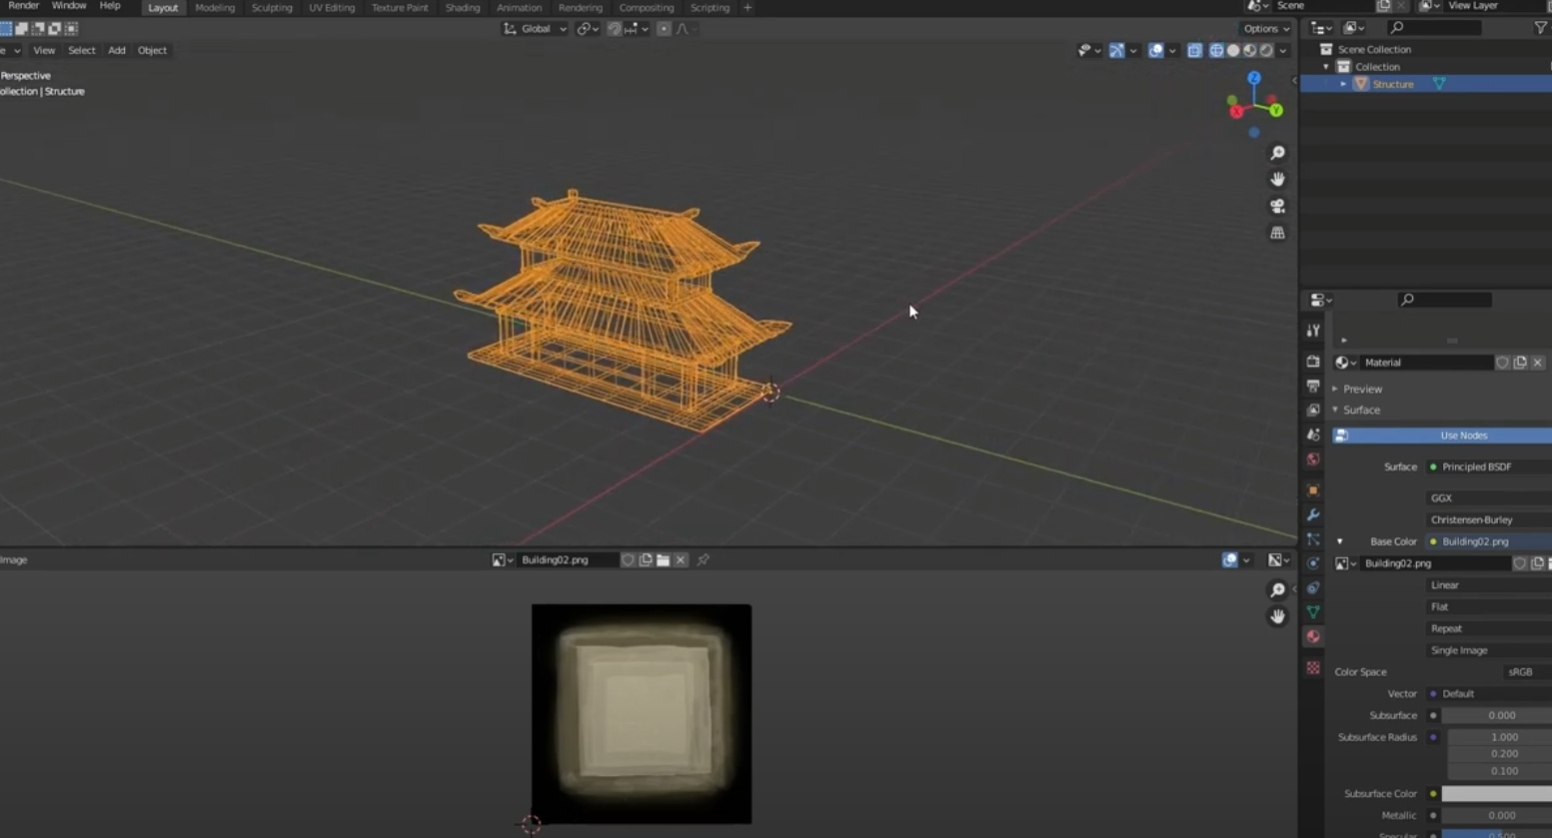 Render Window Help Layout Modeling Sculpting UV Editing Texture Paint Shading Animation Rendering Compositing Scripting + Scene View Layer
Global Options
View Select Add Object
Perspective
ollection | Structure
Z
X Y
Scene Collection
Collection
Structure
Material
Preview
Surface
Use Nodes
Surface Principled BSDF
GGX
Christensen-Burley
Base Color Building02.png
Building02.png
Linear
Flat
Repeat
Single Image
Color Space sRGB
Vector Default
Subsurface 0.000
Subsurface Radius 1.000
0.200
0.100
Subsurface Color
Metallic 0.000
Specular 0.500
Image Building02.png